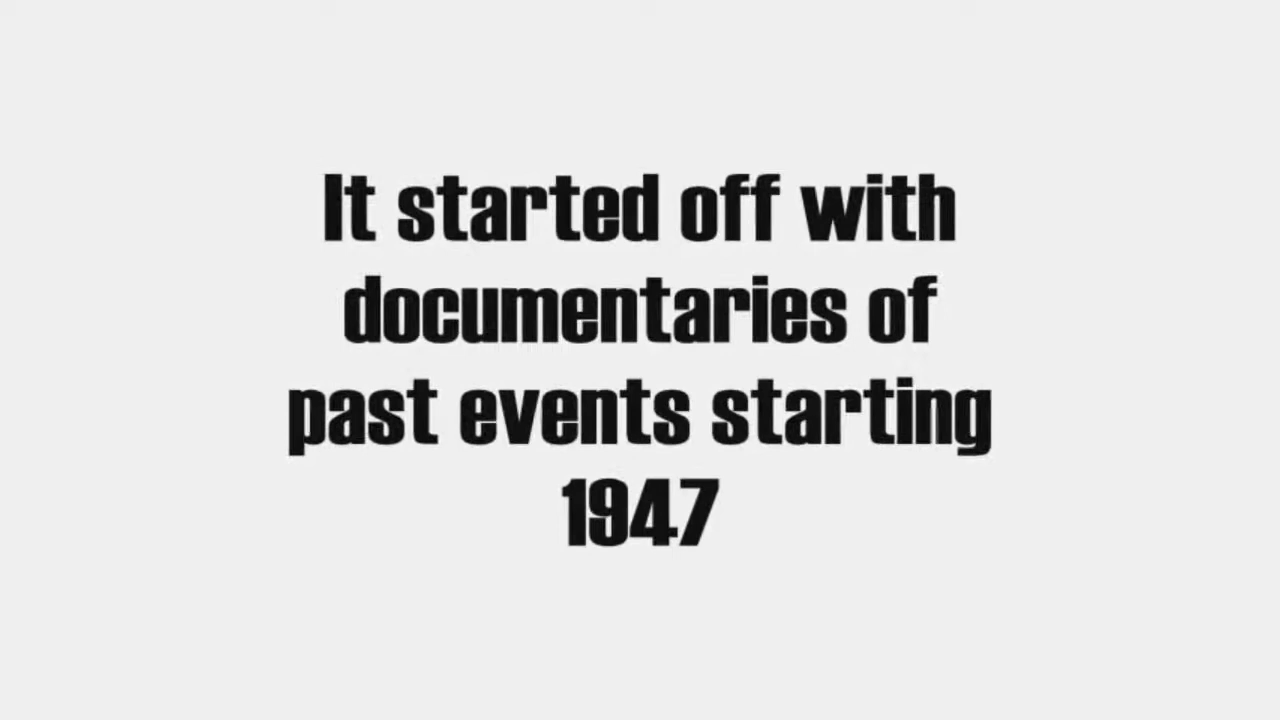 It started off with
documentaries of
past events starting
1947